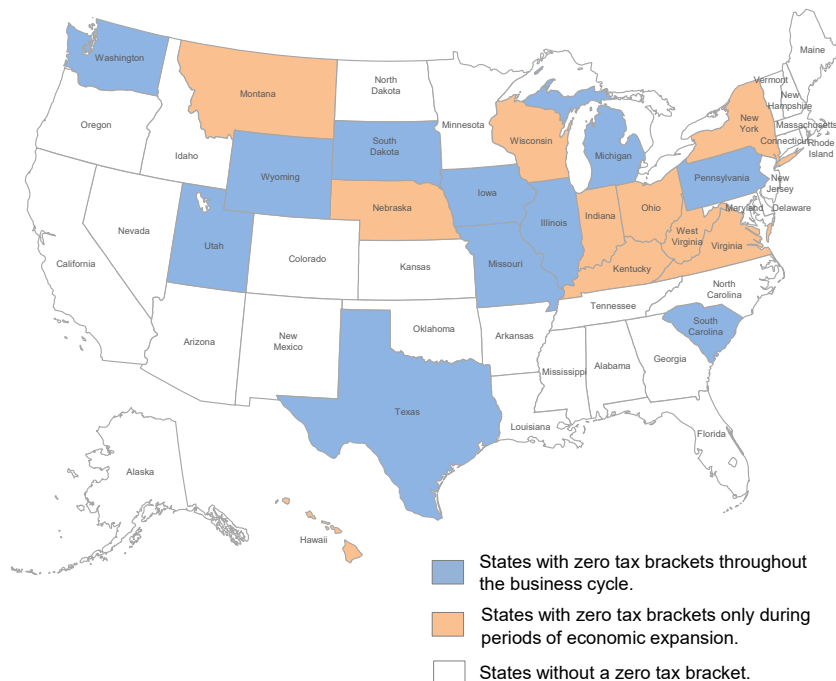 Washington
Montana
North
Dakota
Minnesota
Maine
Vermont
New
Hampshire
Massachusetts
Connecticut
Rhode
Island
New
York
Oregon
Idaho
South
Dakota
Wisconsin
Michigan
Wyoming
Iowa
Pennsylvania
New
Jersey
Nebraska
Maryland
Delaware
Nevada
Utah
Illinois
Indiana
Ohio
West
Virginia
Virginia
California
Colorado
Kansas
Missouri
Kentucky
North
Carolina
Tennessee
Arizona
New
Mexico
Oklahoma
Arkansas
South
Carolina
Mississippi
Alabama
Georgia
Texas
Louisiana
Florida
Alaska
Hawaii
States with zero tax brackets throughout
the business cycle.
States with zero tax brackets only during
periods of economic expansion.
States without a zero tax bracket.